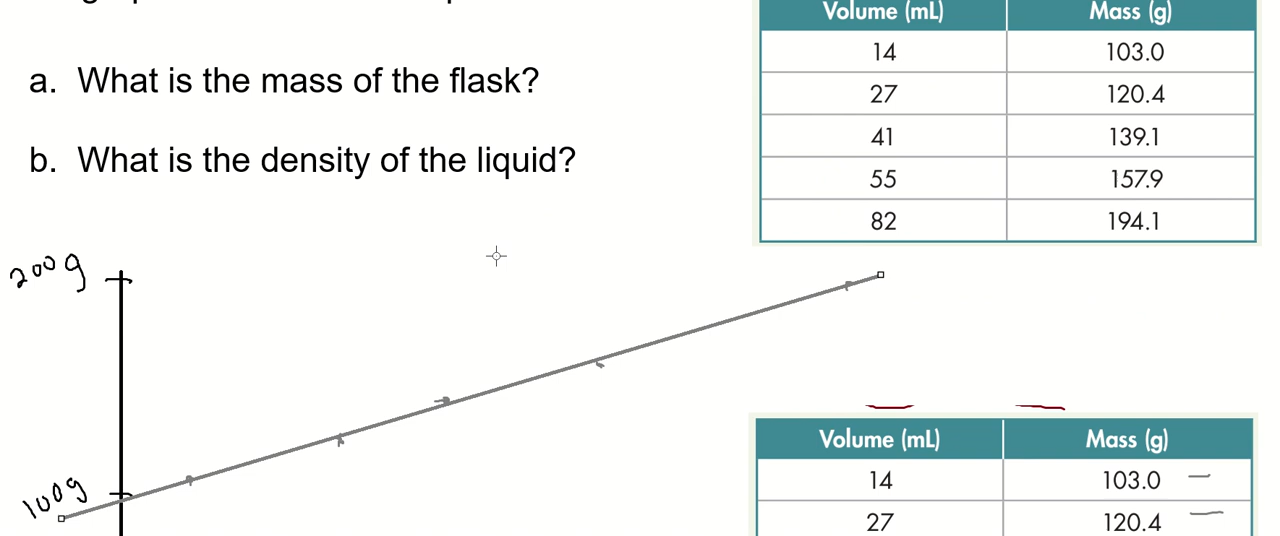 Volume (mL) Mass (g)
14 103.0
a. What is the mass of the flask?
27 120.4
41 139.1
b. What is the density of the liquid?
55 157.9
82 194.1
200g
Volume (mL) Mass (g)
100g
14 103.0
27 120.4